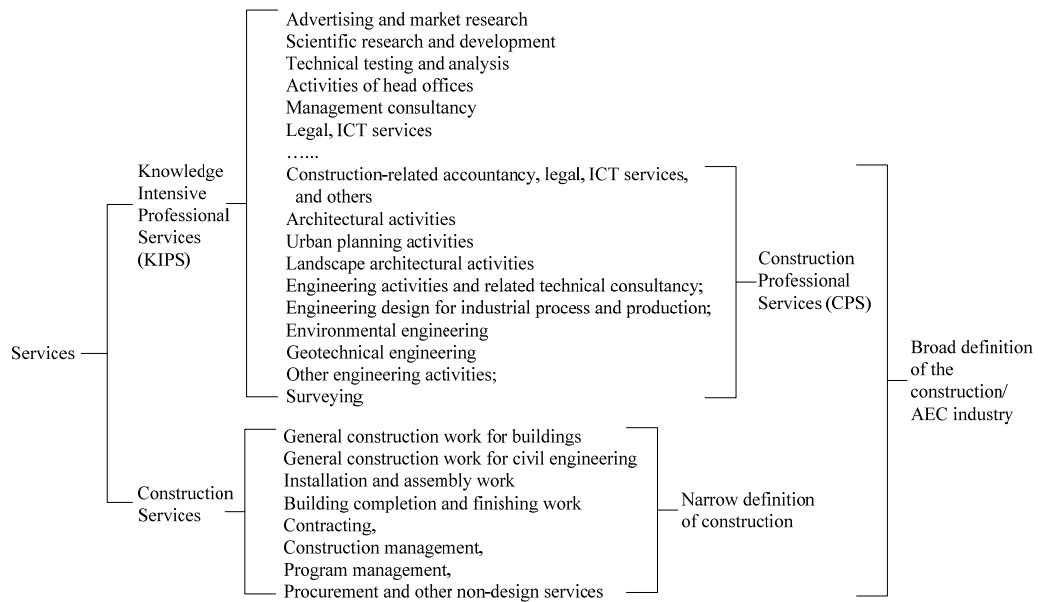 Advertising and market research
Scientific research and development
Technical testing and analysis
Activities of head offices
Management consultancy
Legal, ICT services
…...
Construction-related accountancy, legal, ICT services,
and others
Architectural activities
Urban planning activities
Landscape architectural activities
Engineering activities and related technical consultancy;
Engineering design for industrial process and production;
Environmental engineering
Geotechnical engineering
Other engineering activities;
Surveying
Knowledge
Intensive
Professional
Services
(KIPS)
Construction
Professional
Services (CPS)
Services
Broad definition
of the
construction/
AEC industry
General construction work for buildings
General construction work for civil engineering
Installation and assembly work
Building completion and finishing work
Contracting,
Construction management,
Program management,
Procurement and other non-design services
Construction
Services
Narrow definition
of construction